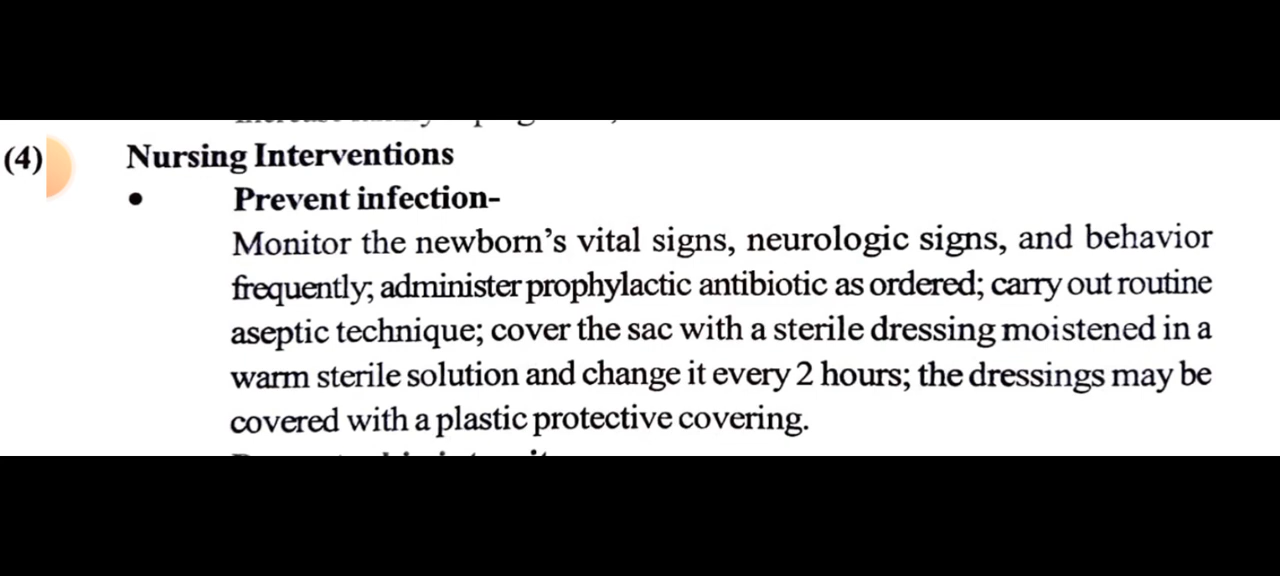 (4) Nursing Interventions
• Prevent infection-
Monitor the newborn's vital signs, neurologic signs, and behavior
frequently; administer prophylactic antibiotic as ordered; carry out routine
aseptic technique; cover the sac with a sterile dressing moistened in a
warm sterile solution and change it every 2 hours; the dressings may be
covered with a plastic protective covering.